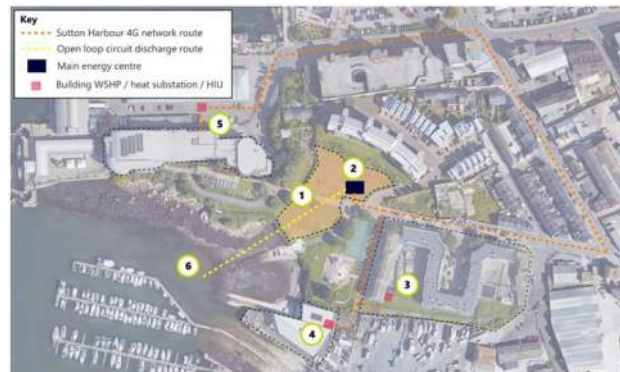 Key
Sutton Harbour 4G network route
Open loop circuit discharge route
Main energy centre
Building WSHP / heat substation / HIU
5
2
1
3
6
4